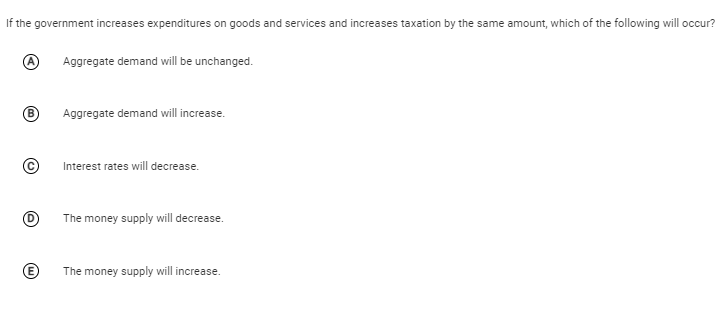 If the government increases expenditures on goods and services and increases taxation by the same amount, which of the following will occur?
A Aggregate demand will be unchanged.
B Aggregate demand will increase.
C Interest rates will decrease.
D The money supply will decrease.
E The money supply will increase.